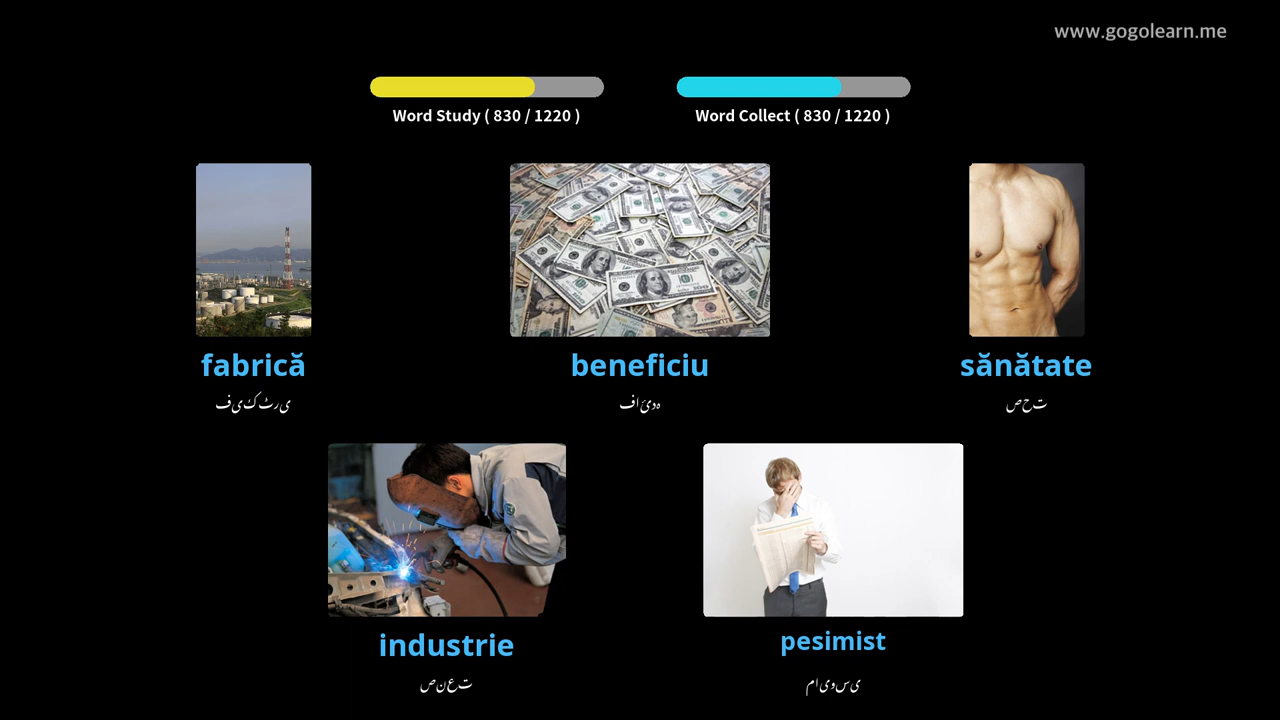 www.gogolearn.me
Word Study ( 830 / 1220 )
Word Collect ( 830 / 1220 )
fabrică
beneficiu
sănătate
فیکٹری
فائدہ
صحت
industrie
pesimist
صنعت
مایوسی